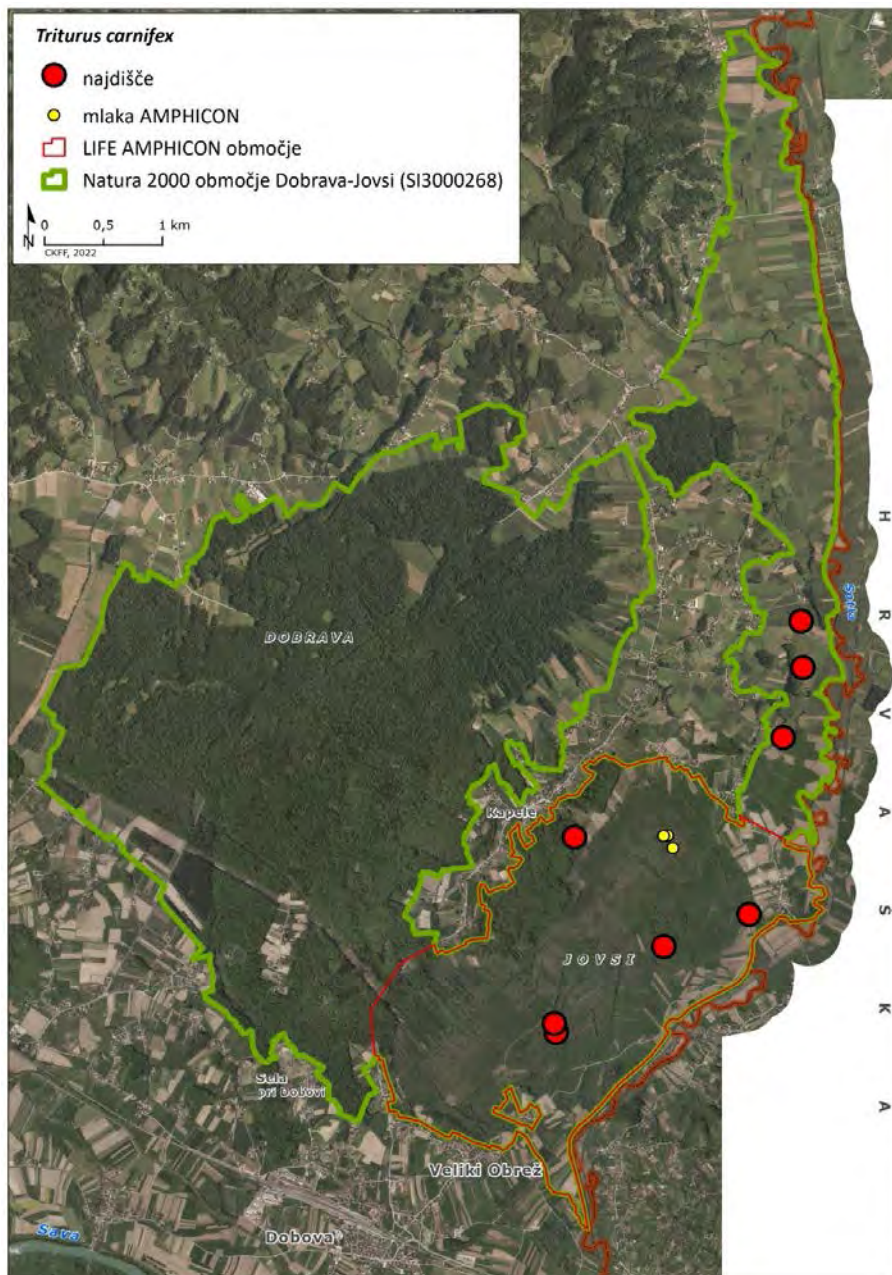 Triturus carnifex
najdišče
mlaka AMPHICON
LIFE AMPHICON območje
Natura 2000 območje Dobrava-Jovsi (SI3000268)
0 0,5 1 km
N
CKFF, 2022
H
DOBRAVA
Sotla
R
V
Kapele
A
S
JOVSI
K
Sela
pri Dobovi
A
Veliki Obrež
Dobova
Sava